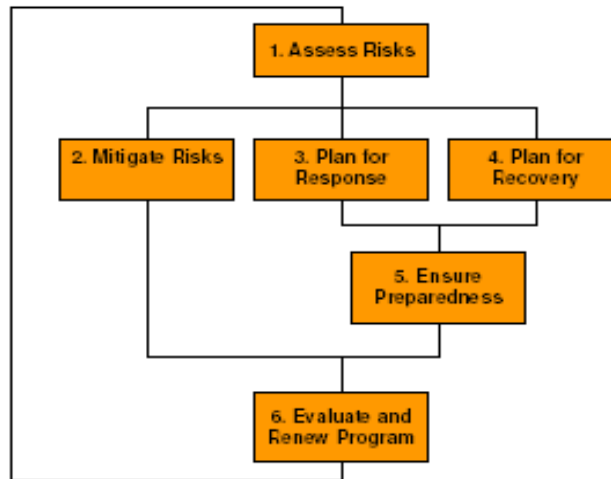 1. Assess Risks
2. Mitigate Risks
3. Plan for
Response
4. Plan for
Recovery
5. Ensure
Preparedness
6. Evaluate and
Renew Program